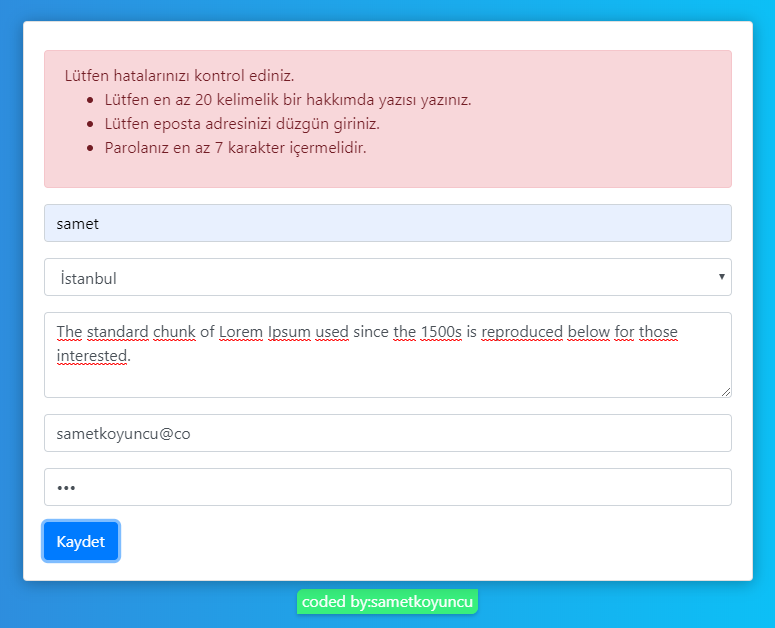 Lütfen hatalarınızı kontrol ediniz.
Lütfen en az 20 kelimelik bir hakkımda yazısı yazınız.
Lütfen eposta adresinizi düzgün giriniz.
Parolanız en az 7 karakter içermelidir.
samet
İstanbul
The standard chunk of Lorem Ipsum used since the 1500s is reproduced below for those
interested.
sametkoyuncu@co
•••
Kaydet
coded by:sametkoyuncu